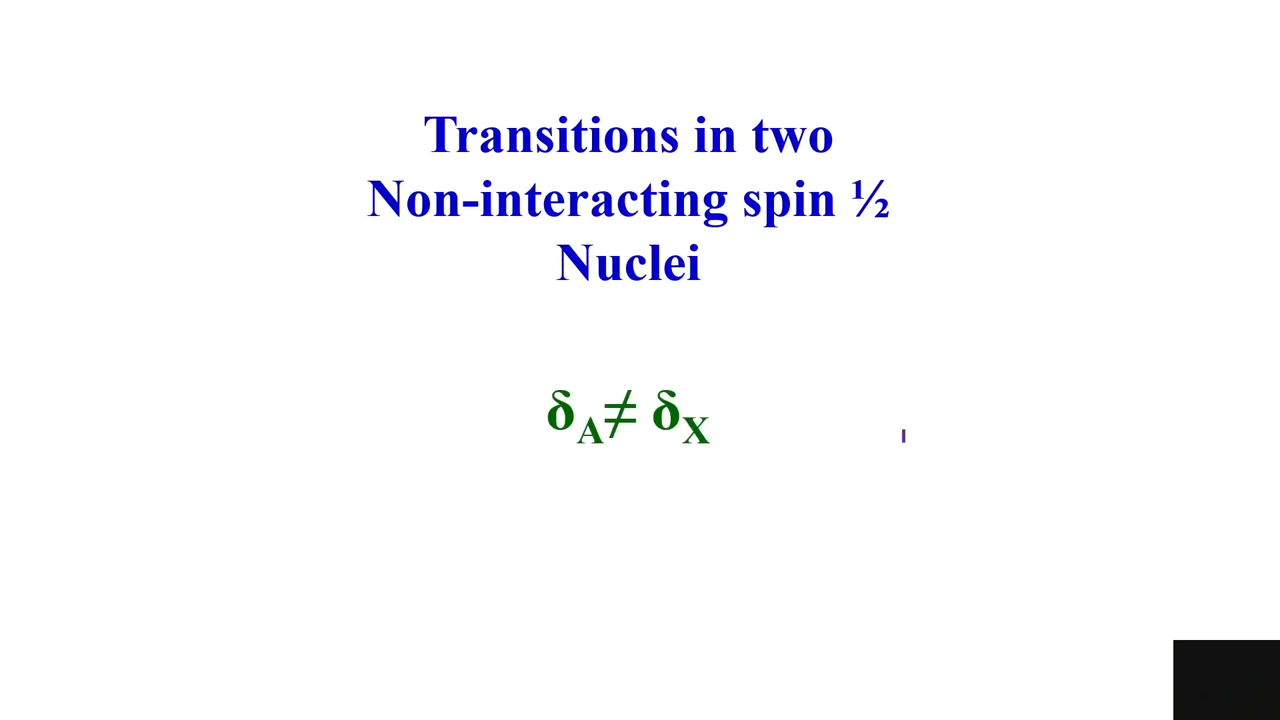 Transitions in two
Non-interacting spin ½
Nuclei
δA≠ δX